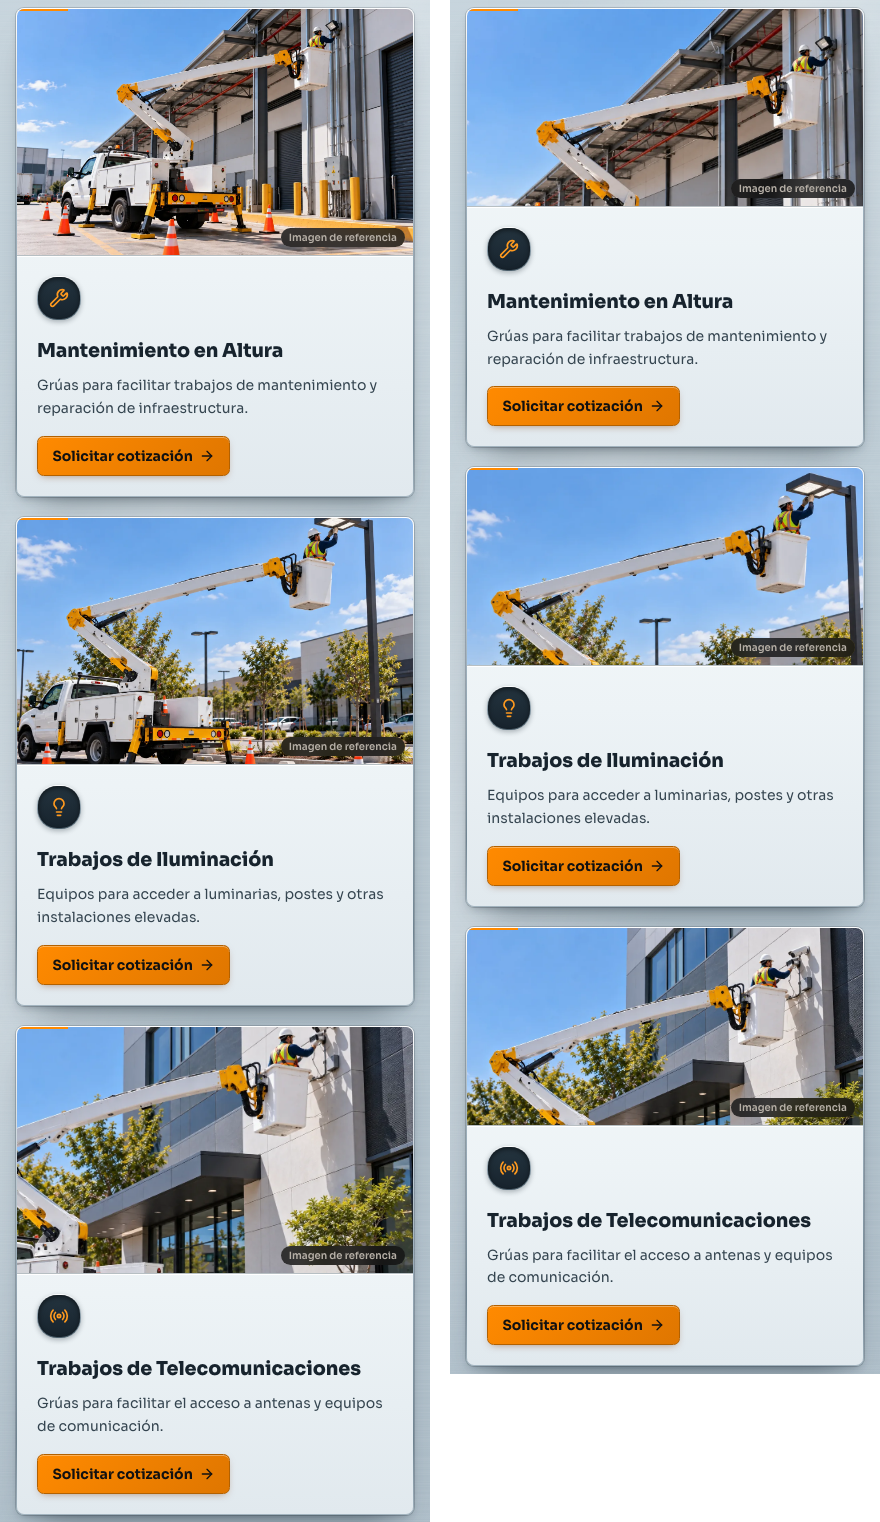 Imagen de referencia
Mantenimiento en Altura
Grúas para facilitar trabajos de mantenimiento y
reparación de infraestructura.
Solicitar cotización →
Imagen de referencia
Trabajos de Iluminación
Equipos para acceder a luminarias, postes y otras
instalaciones elevadas.
Solicitar cotización →
Imagen de referencia
Trabajos de Telecomunicaciones
Grúas para facilitar el acceso a antenas y equipos
de comunicación.
Solicitar cotización →
Imagen de referencia
Mantenimiento en Altura
Grúas para facilitar trabajos de mantenimiento y
reparación de infraestructura.
Solicitar cotización →
Imagen de referencia
Trabajos de Iluminación
Equipos para acceder a luminarias, postes y otras
instalaciones elevadas.
Solicitar cotización →
Imagen de referencia
Trabajos de Telecomunicaciones
Grúas para facilitar el acceso a antenas y equipos
de comunicación.
Solicitar cotización →